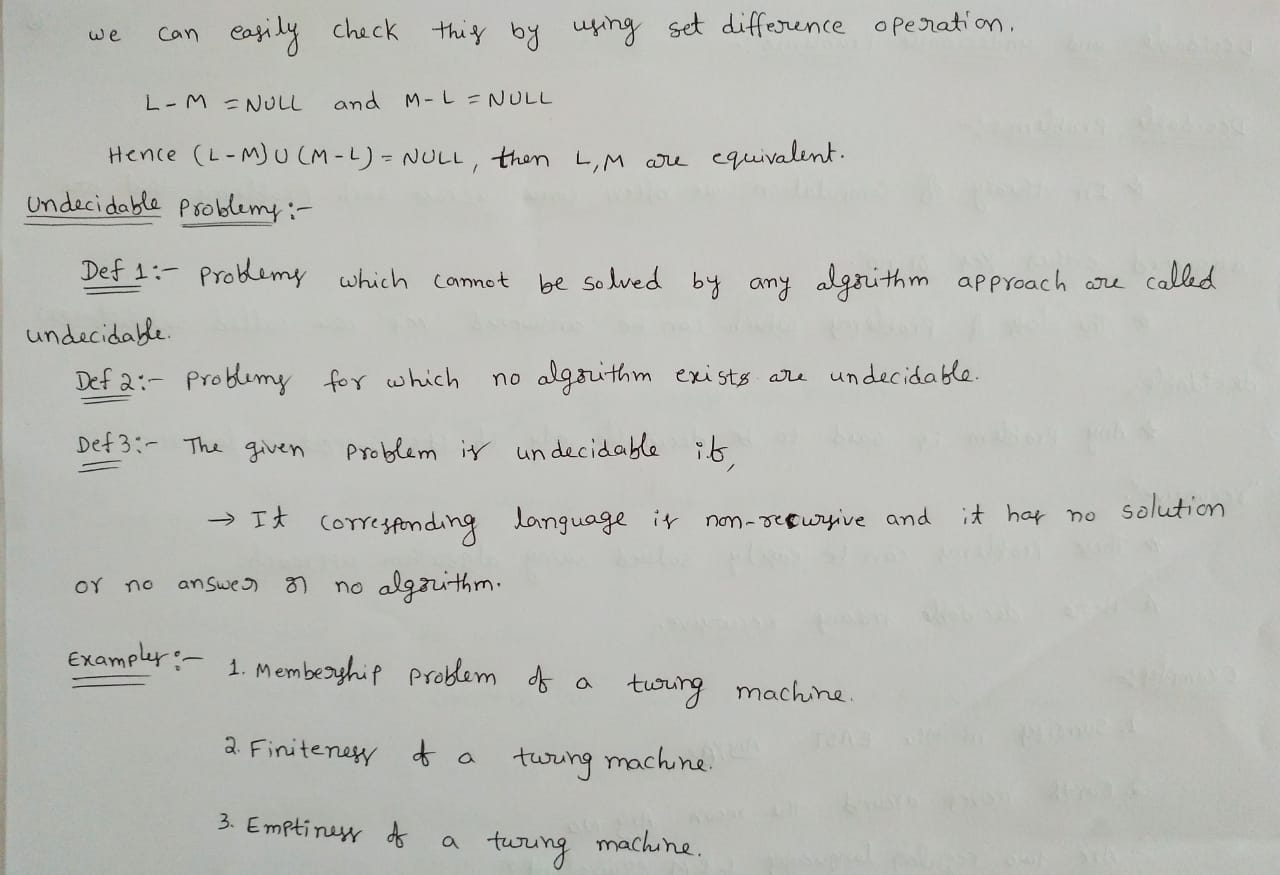 we can easily check this by using set difference operation.
L-M = NULL and M-L = NULL
Hence (L-M) U (M-L) = NULL, then L,M are equivalent.
Undecidable Problems:-
Def 1:- Problems which cannot be solved by any algorithm approach are called
undecidable.
Def 2:- Problems for which no algorithm exists are undecidable.
Def 3:- The given problem is undecidable if,
→ It corresponding language is non-recursive and it has no solution
or no answer or no algorithm.
Examples:- 1. Membership problem of a turing machine.
2. Finiteness of a turing machine.
3. Emptiness of a turing machine.